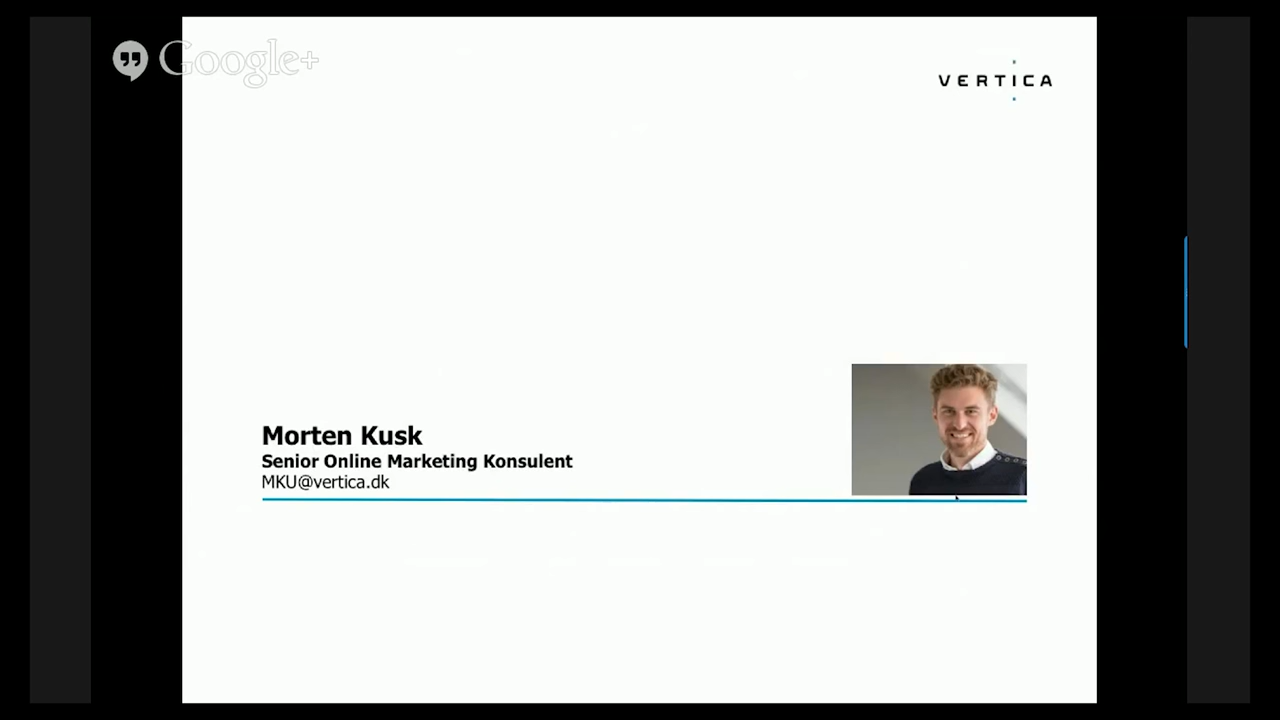 Google+
VERTICA
Morten Kusk
Senior Online Marketing Konsulent
MKU@vertica.dk